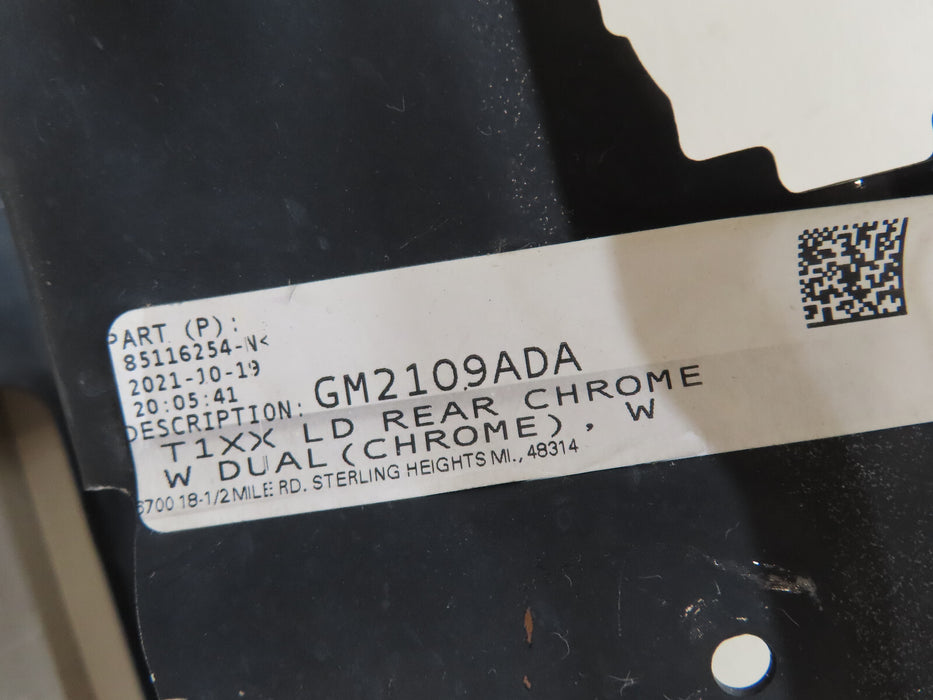 PART (P):
85116254-N<
2021-10-19
20:05:41
GM2109ADA
DESCRIPTION:
T1XX LD REAR CHROME
W DUAL(CHROME), W
6700 18-1/2 MILE RD. STERLING HEIGHTS MI., 48314